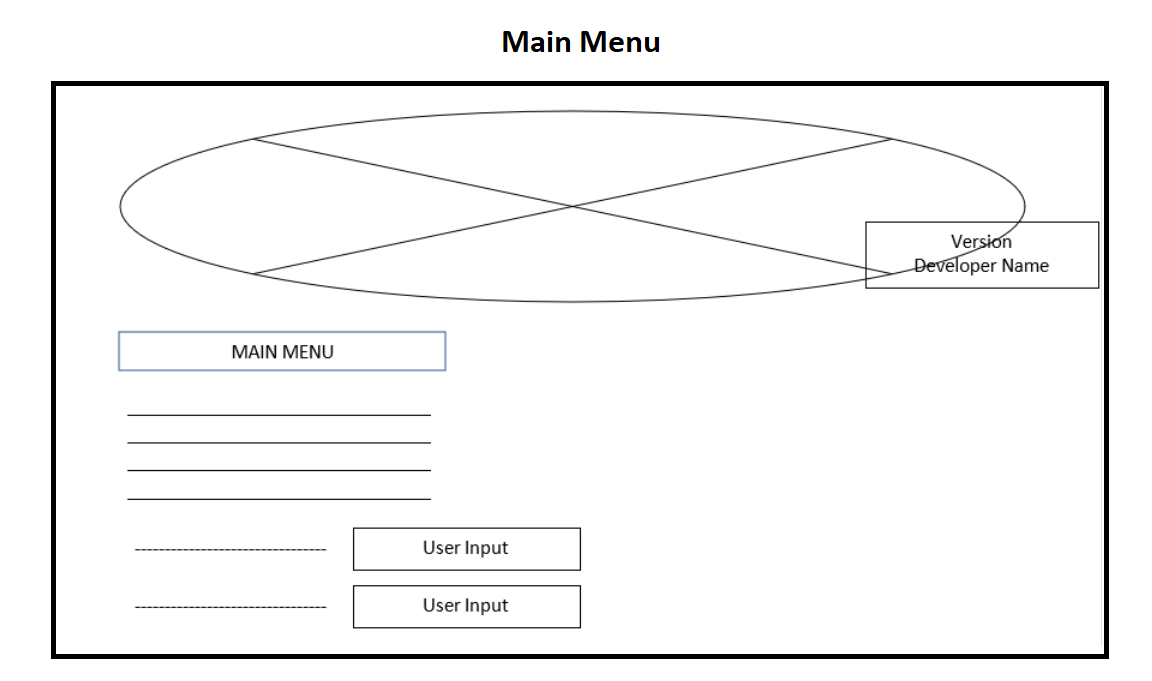 Main Menu
Version
Developer Name
MAIN MENU
User Input
User Input